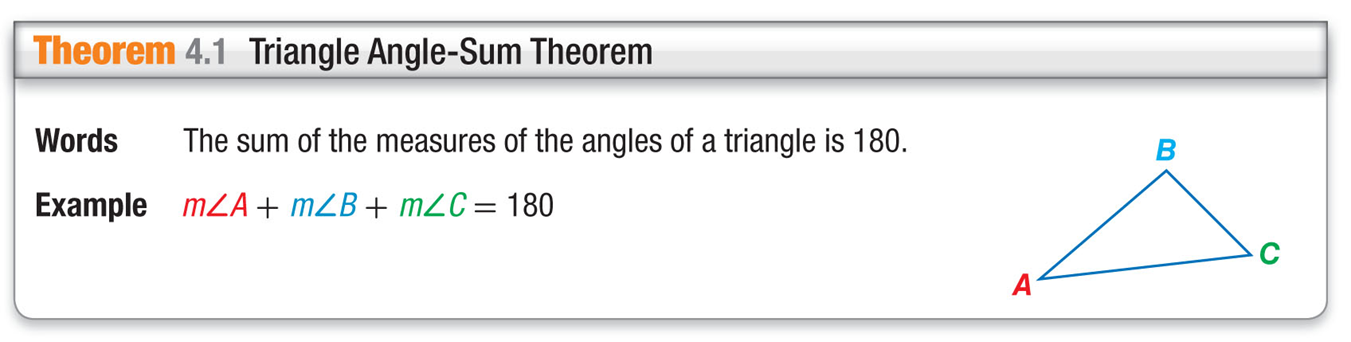 Theorem 4.1 Triangle Angle-Sum Theorem
Words The sum of the measures of the angles of a triangle is 180.
Example m∠A + m∠B + m∠C = 180
B
C
A